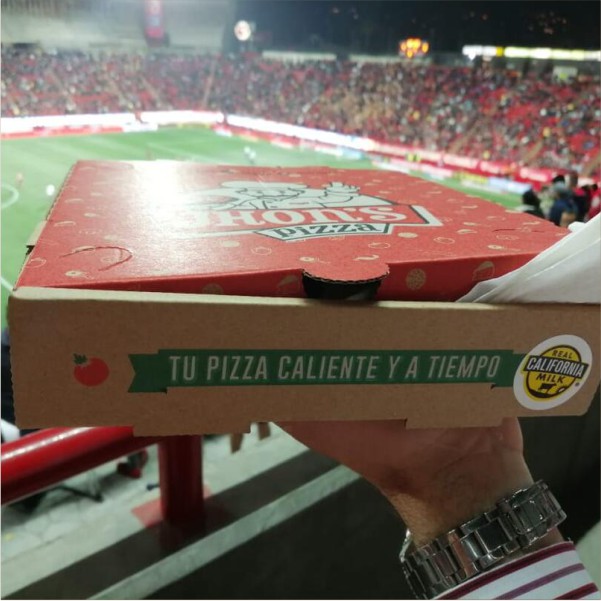 JHON'S
pizza
TU PIZZA CALIENTE Y A TIEMPO
REAL
CALIFORNIA
MILK